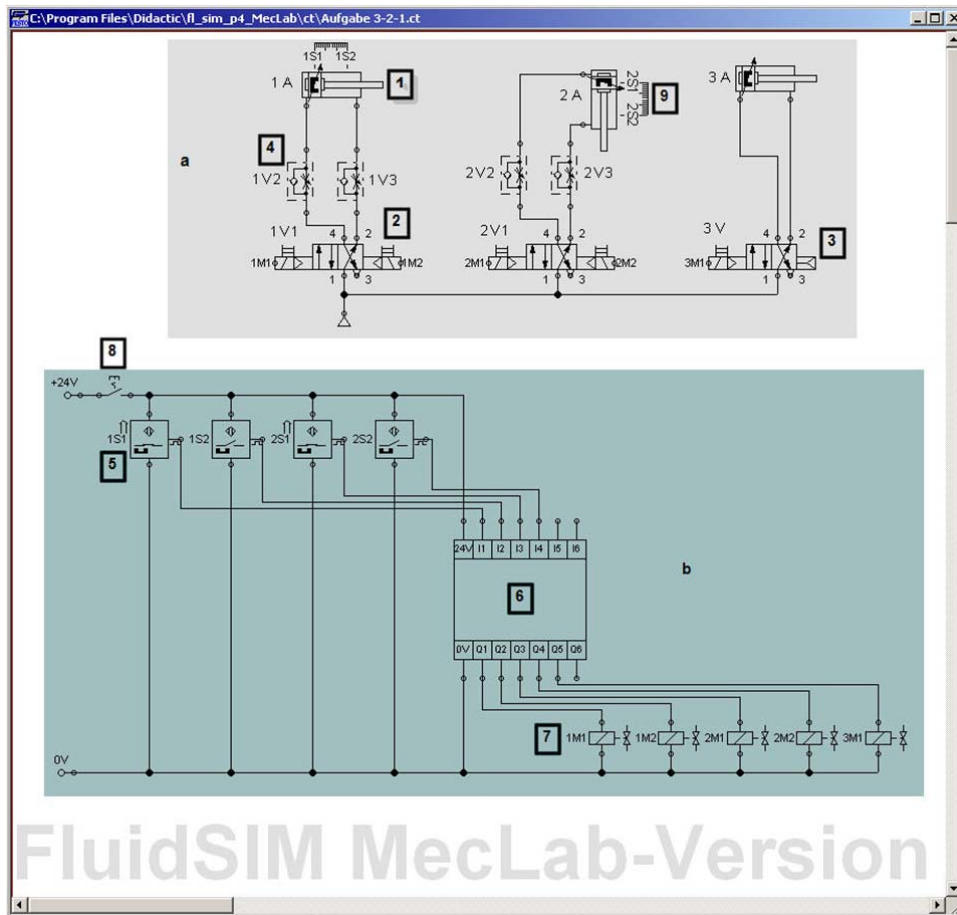 FESTO
C:\Program Files\Didactic\fl_sim_p4_MecLab\ct\Aufgabe 3-2-1.ct
1S1 1S2
1 A
1
2 A
2S1
2S2
9
3 A
a
4
1V2
1V3
2V2
2V3
2
1V1
4
2
2V1
4
2
3 V
4
2
3
1M1
1M2
2M1
2M2
3M1
1
3
1
3
1
3
8
+24V
1S1
1S2
2S1
2S2
5
24V I1 I2 I3 I4 I5 I6
b
6
0V Q1 Q2 Q3 Q4 Q5 Q6
7
1M1
1M2
2M1
2M2
3M1
0V
FluidSIM MecLab-Version